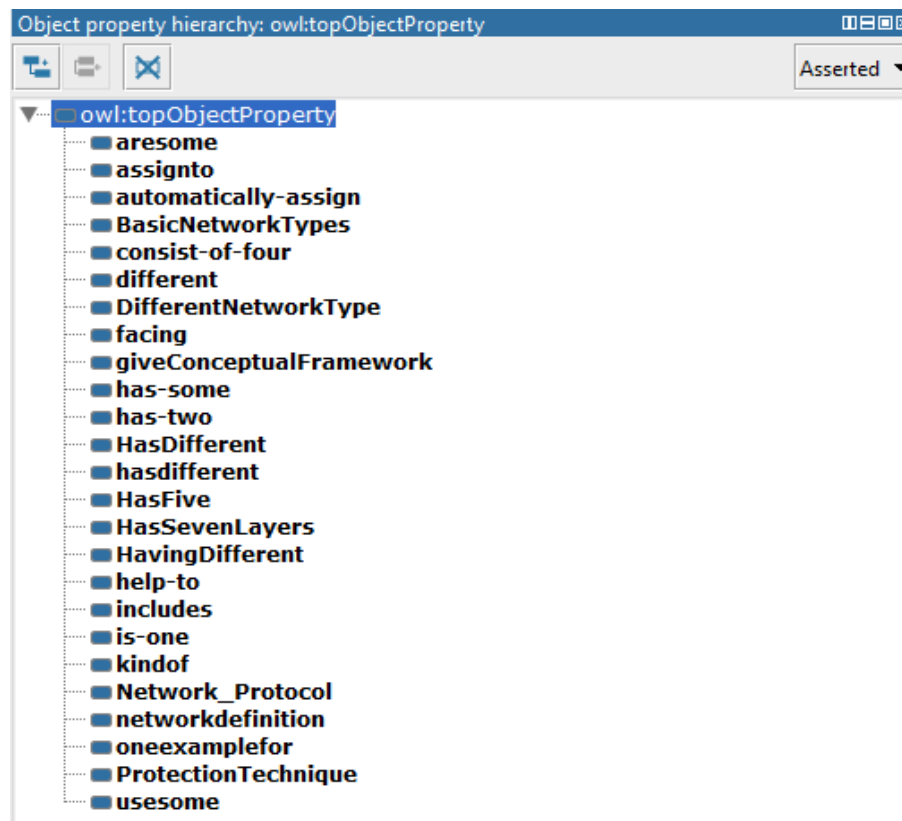 Object property hierarchy: owl:topObjectProperty
Asserted
owl:topObjectProperty
aresome
assignto
automatically-assign
BasicNetworkTypes
consist-of-four
different
DifferentNetworkType
facing
giveConceptualFramework
has-some
has-two
HasDifferent
hasdifferent
HasFive
HasSevenLayers
HavingDifferent
help-to
includes
is-one
kindof
Network_Protocol
networkdefinition
oneexamplefor
ProtectionTechnique
usesome